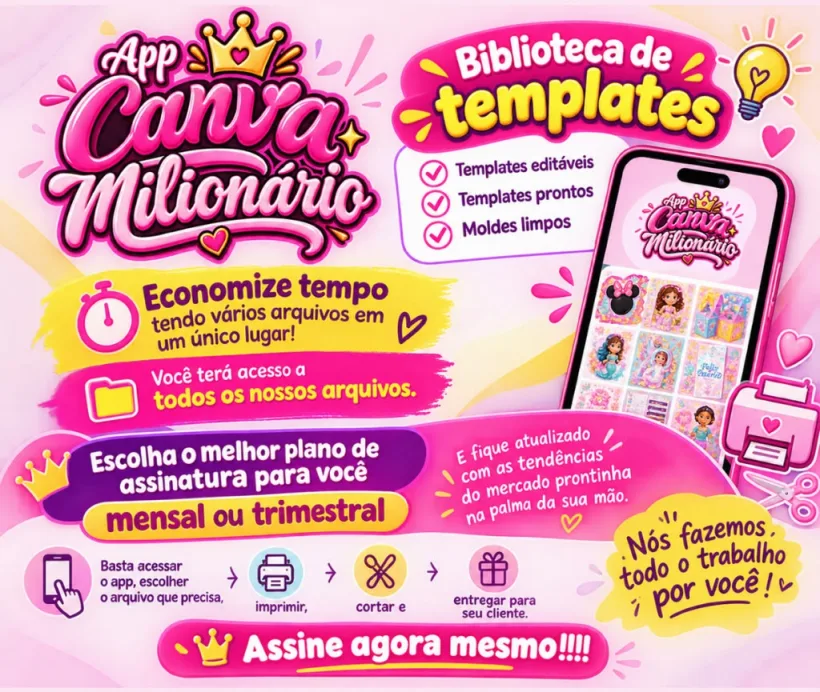 App
Canva
Milionário
Biblioteca de
templates
Templates editáveis
Templates prontos
Moldes limpos
App
Canva
Milionário
Economize tempo
tendo vários arquivos em
um único lugar!
Você terá acesso a
todos os nossos arquivos.
Escolha o melhor plano de
assinatura para você
mensal ou trimestral
E fique atualizado
com as tendências
do mercado prontinha
na palma da sua mão.
Nós fazemos
todo o trabalho
por você!
Basta acessar
o app, escolher
o arquivo que precisa,
imprimir,
cortar e
entregar para
seu cliente.
Assine agora mesmo!!!!